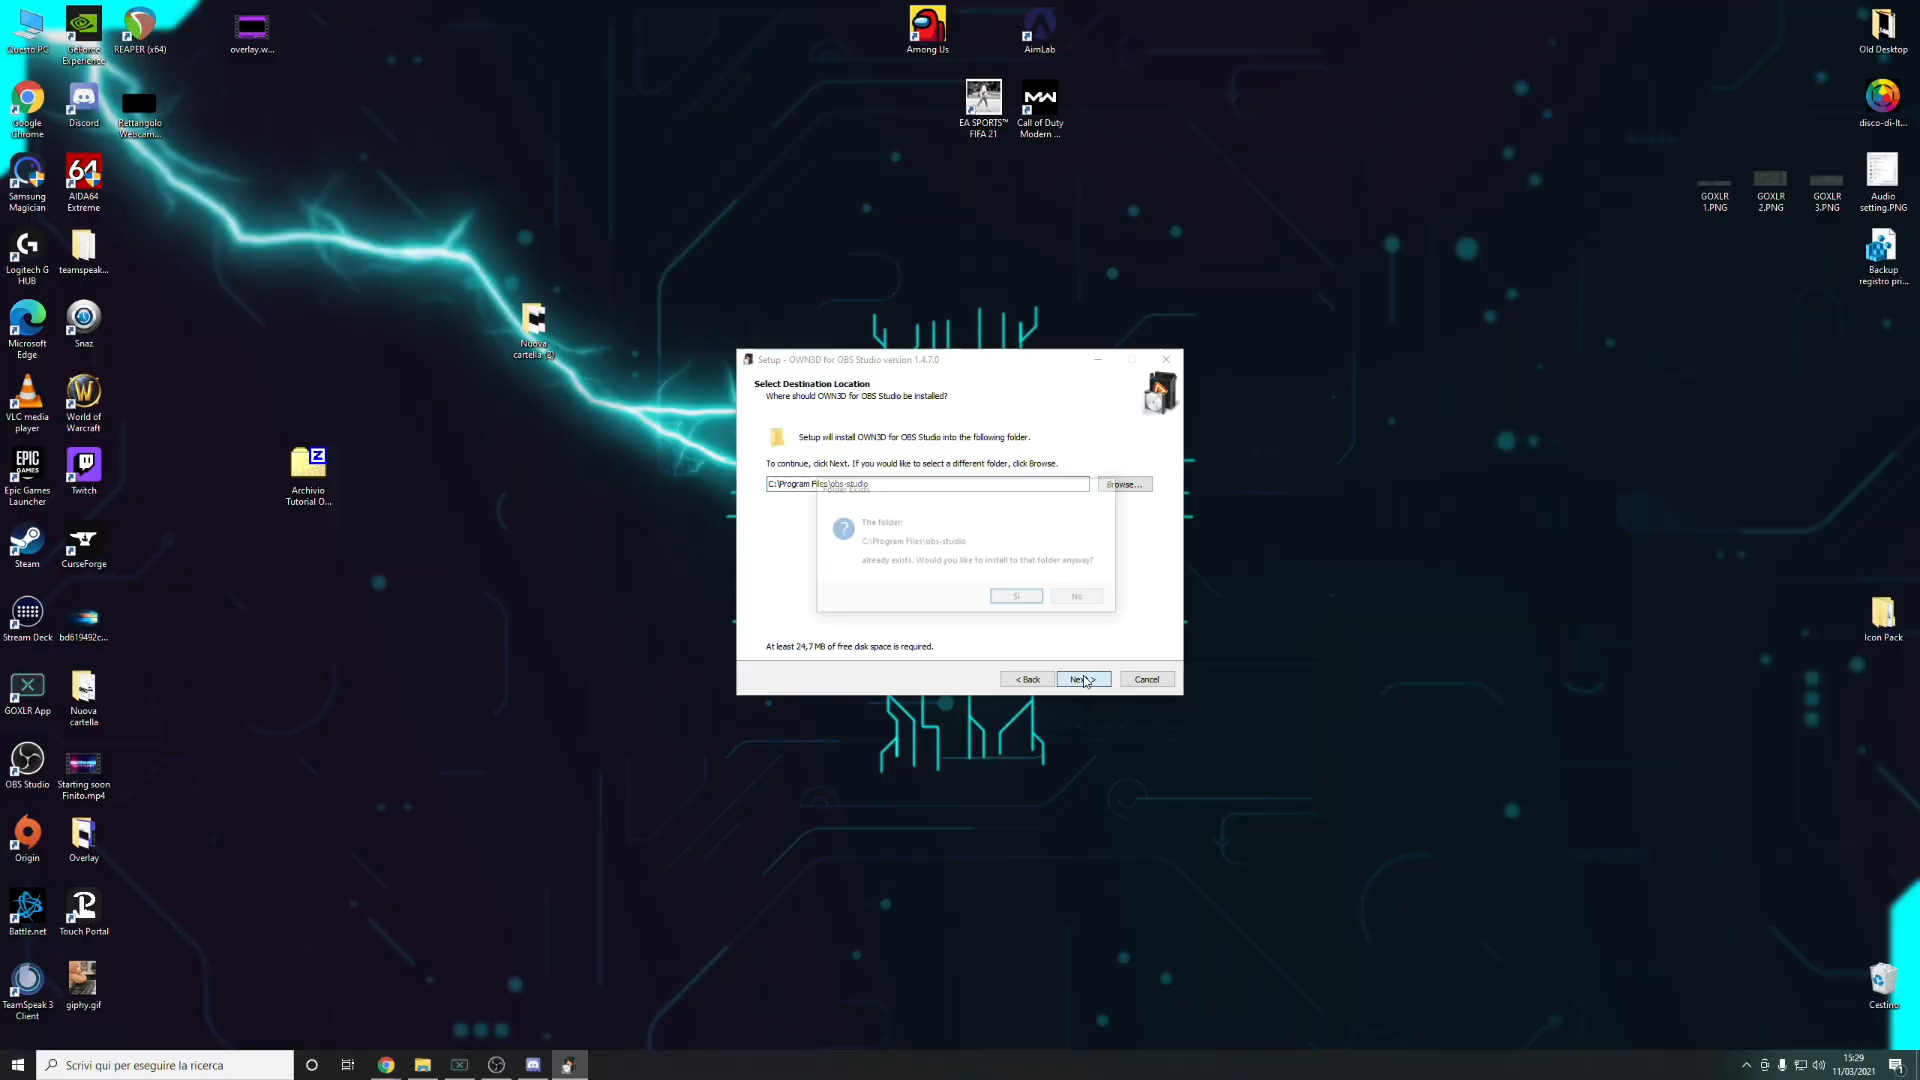 Questo PC
GeForce
Experience
REAPER (x64)
overlay.w...
Among Us
AimLab
Old Desktop
Google
Chrome
Discord
Rettangolo
Webcam...
EA SPORTS™
FIFA 21
Call of Duty
Modern ...
disco-di-lt...
Samsung
Magician
64
AIDA64
Extreme
GOXLR
1.PNG
GOXLR
2.PNG
GOXLR
3.PNG
Audio
setting.PNG
Logitech G
HUB
teamspeak...
Backup
registro pri...
Microsoft
Edge
Snaz
Nuova
cartella (2)
VLC media
player
World of
Warcraft
Epic Games
Launcher
Twitch
Archivio
Tutorial O...
Steam
CurseForge
Stream Deck
bd619492c...
Icon Pack
GOXLR App
Nuova
cartella
OBS Studio
Starting soon
Finito.mp4
Origin
Overlay
Battle.net
Touch Portal
TeamSpeak 3
Client
giphy.gif
Cestino
Setup - OWN3D for OBS Studio version 1.4.7.0
Select Destination Location
Where should OWN3D for OBS Studio be installed?
Setup will install OWN3D for OBS Studio into the following folder.
To continue, click Next. If you would like to select a different folder, click Browse.
C:\Program Files\obs-studio
Browse...
Folder Exists
The folder:
C:\Program Files\obs-studio
already exists. Would you like to install to that folder anyway?
Sì
No
At least 24,7 MB of free disk space is required.
< Back
Next >
Cancel
Scrivi qui per eseguire la ricerca
15:29
11/03/2021